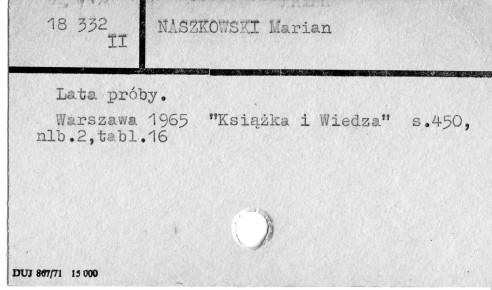 18 332
II
NASZKOWSKI Marian
Lata próby.
Warszawa 1965 "Książka i Wiedza" s.450,
nlb.2,tabl.16
DUJ 867/71 15 000